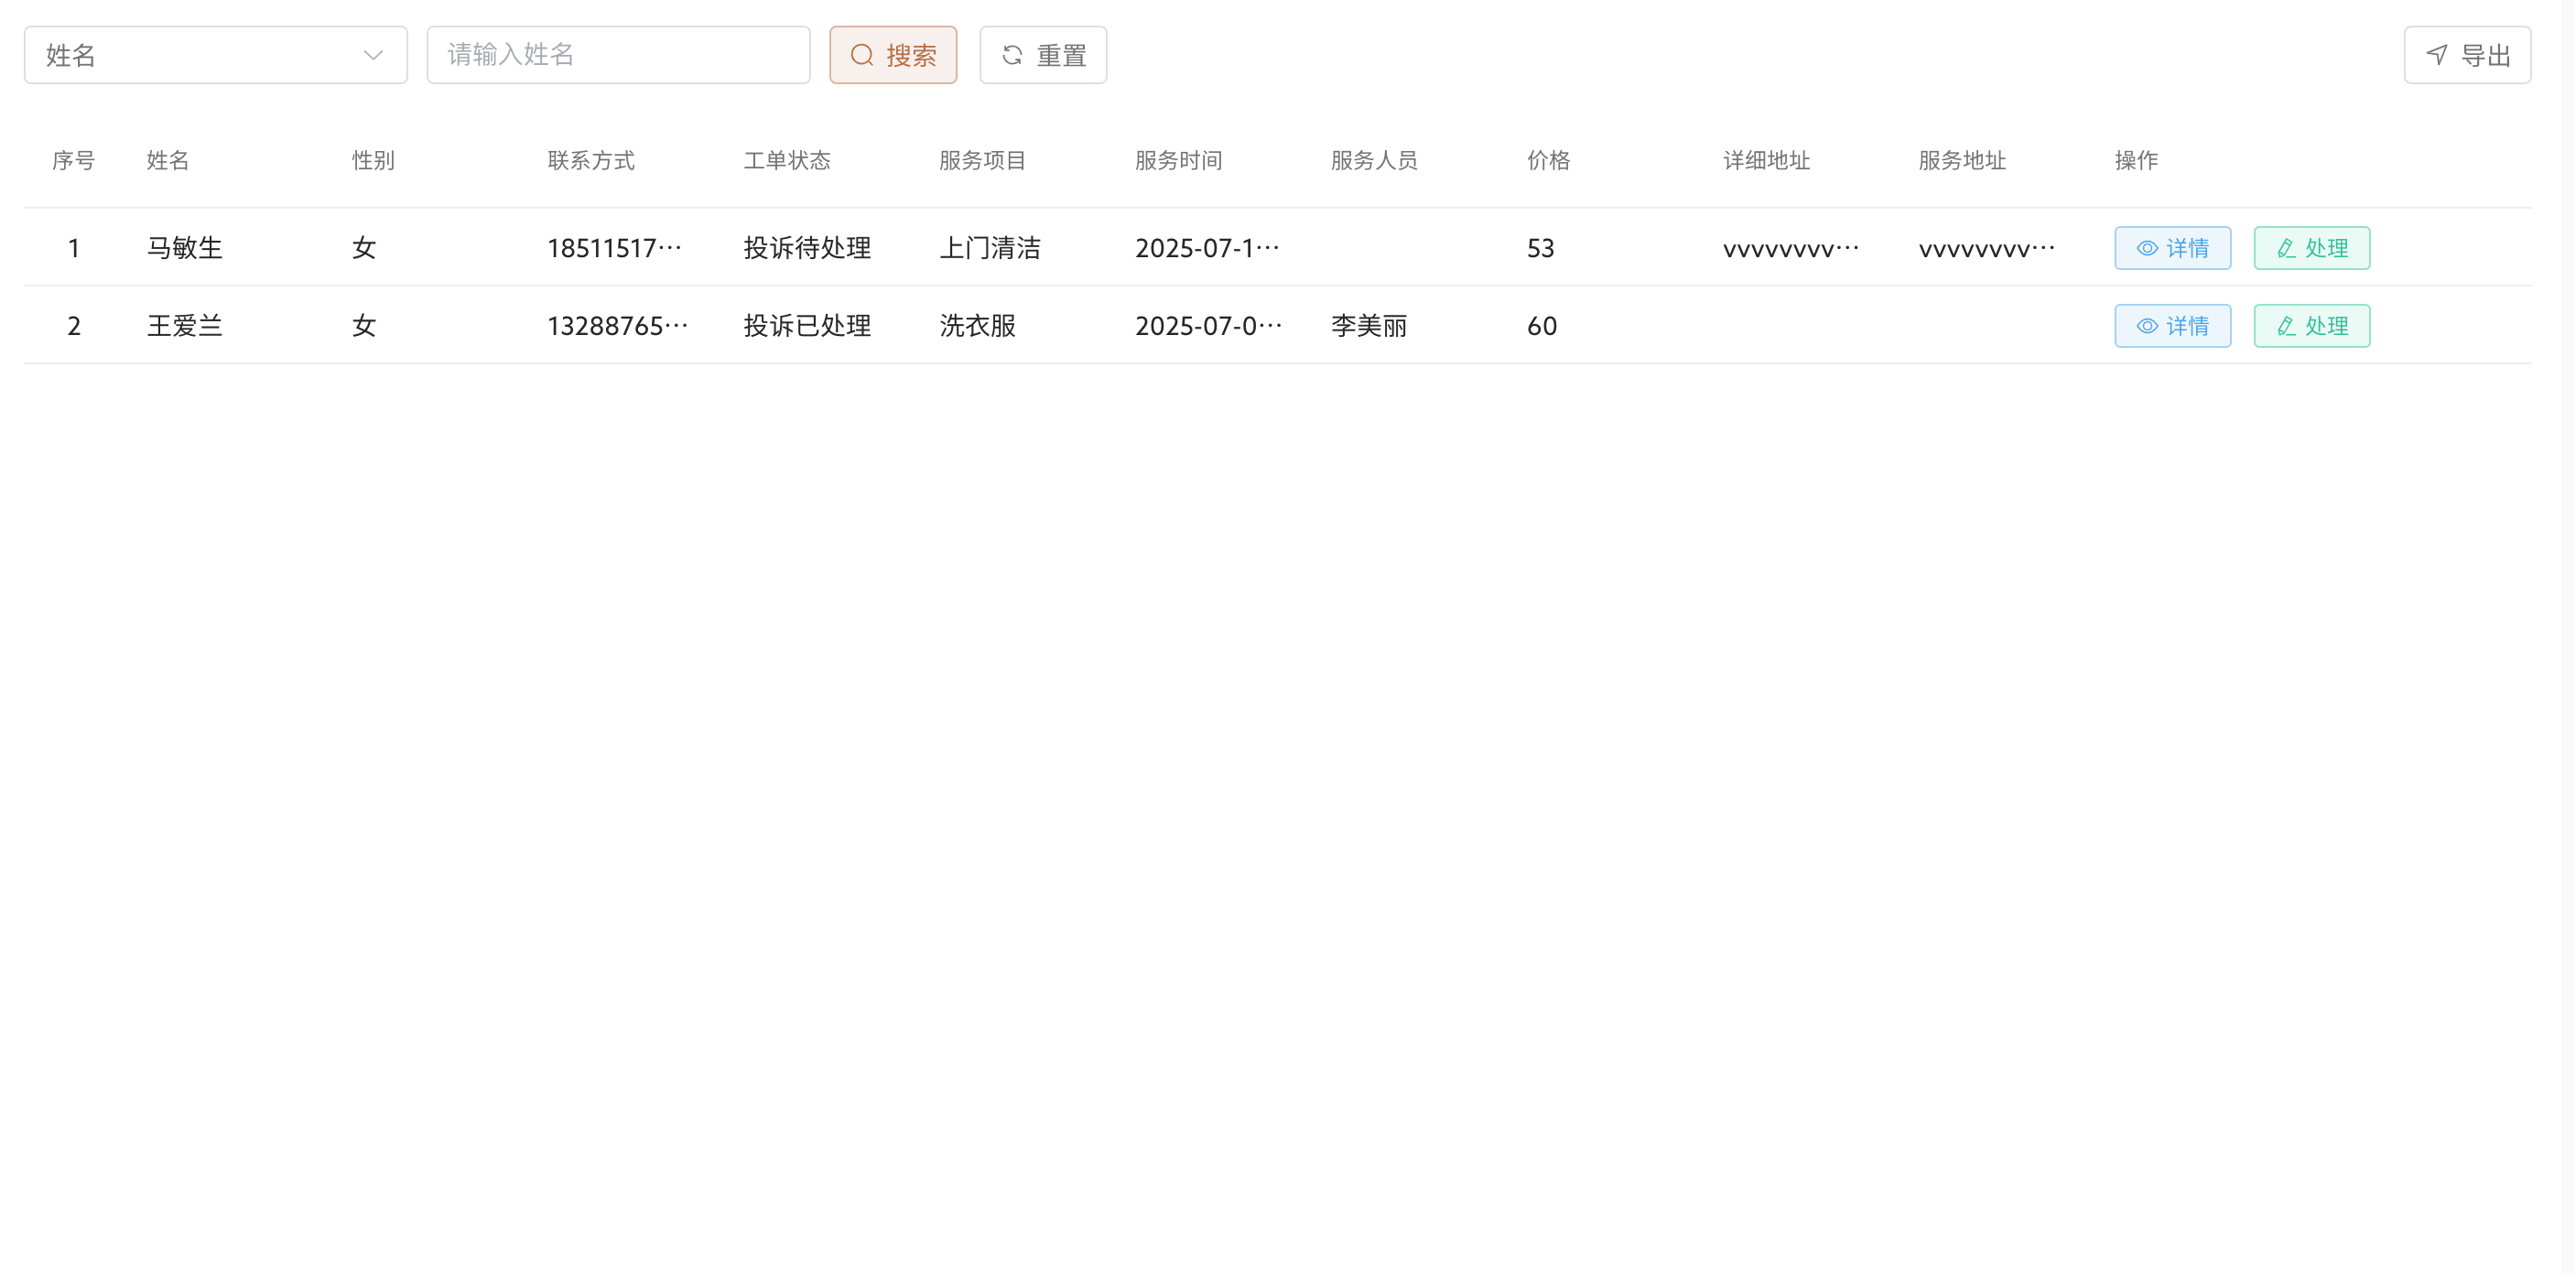 姓名 请输入姓名 搜索 重置 导出
序号 姓名 性别 联系方式 工单状态 服务项目 服务时间 服务人员 价格 详细地址 服务地址 操作
1 马敏生 女 18511517··· 投诉待处理 上门清洁 2025-07-1··· 53 vvvvvvvv··· vvvvvvvv··· 详情 处理
2 王爱兰 女 13288765··· 投诉已处理 洗衣服 2025-07-0··· 李美丽 60 详情 处理